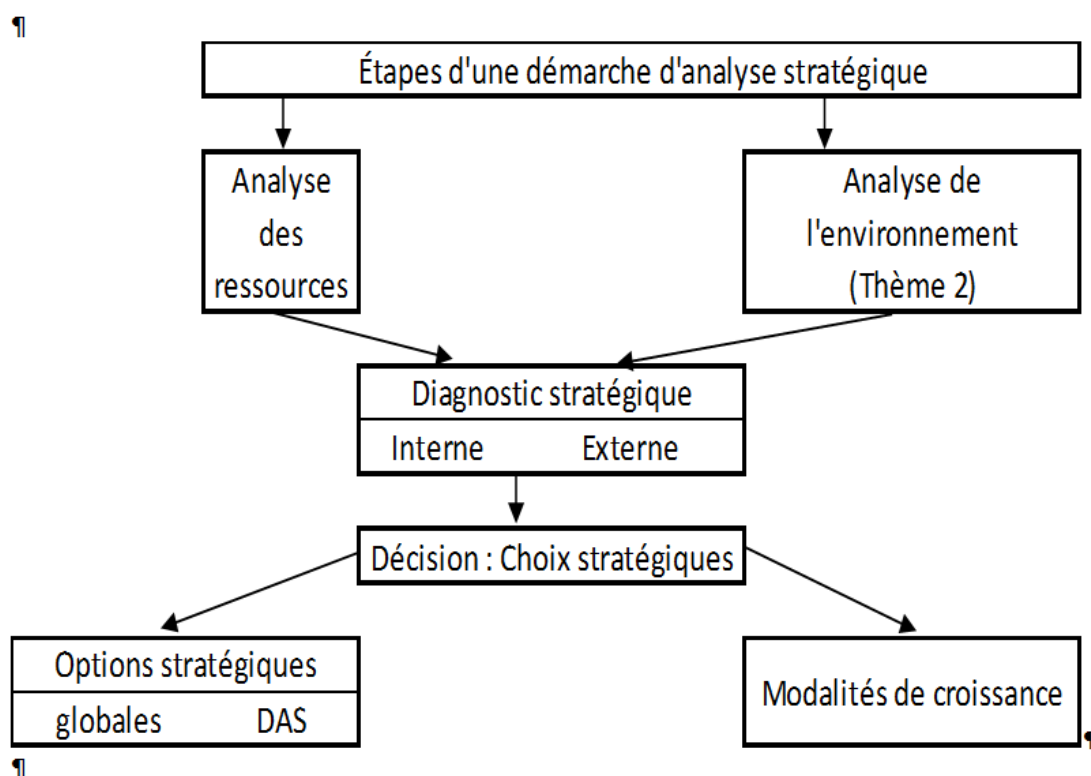 ¶
Étapes d'une démarche d'analyse stratégique
Analyse
des
ressources
Analyse de
l'environnement
(Thème 2)
Diagnostic stratégique
Interne Externe
Décision : Choix stratégiques
Options stratégiques
globales DAS
Modalités de croissance
¶
¶